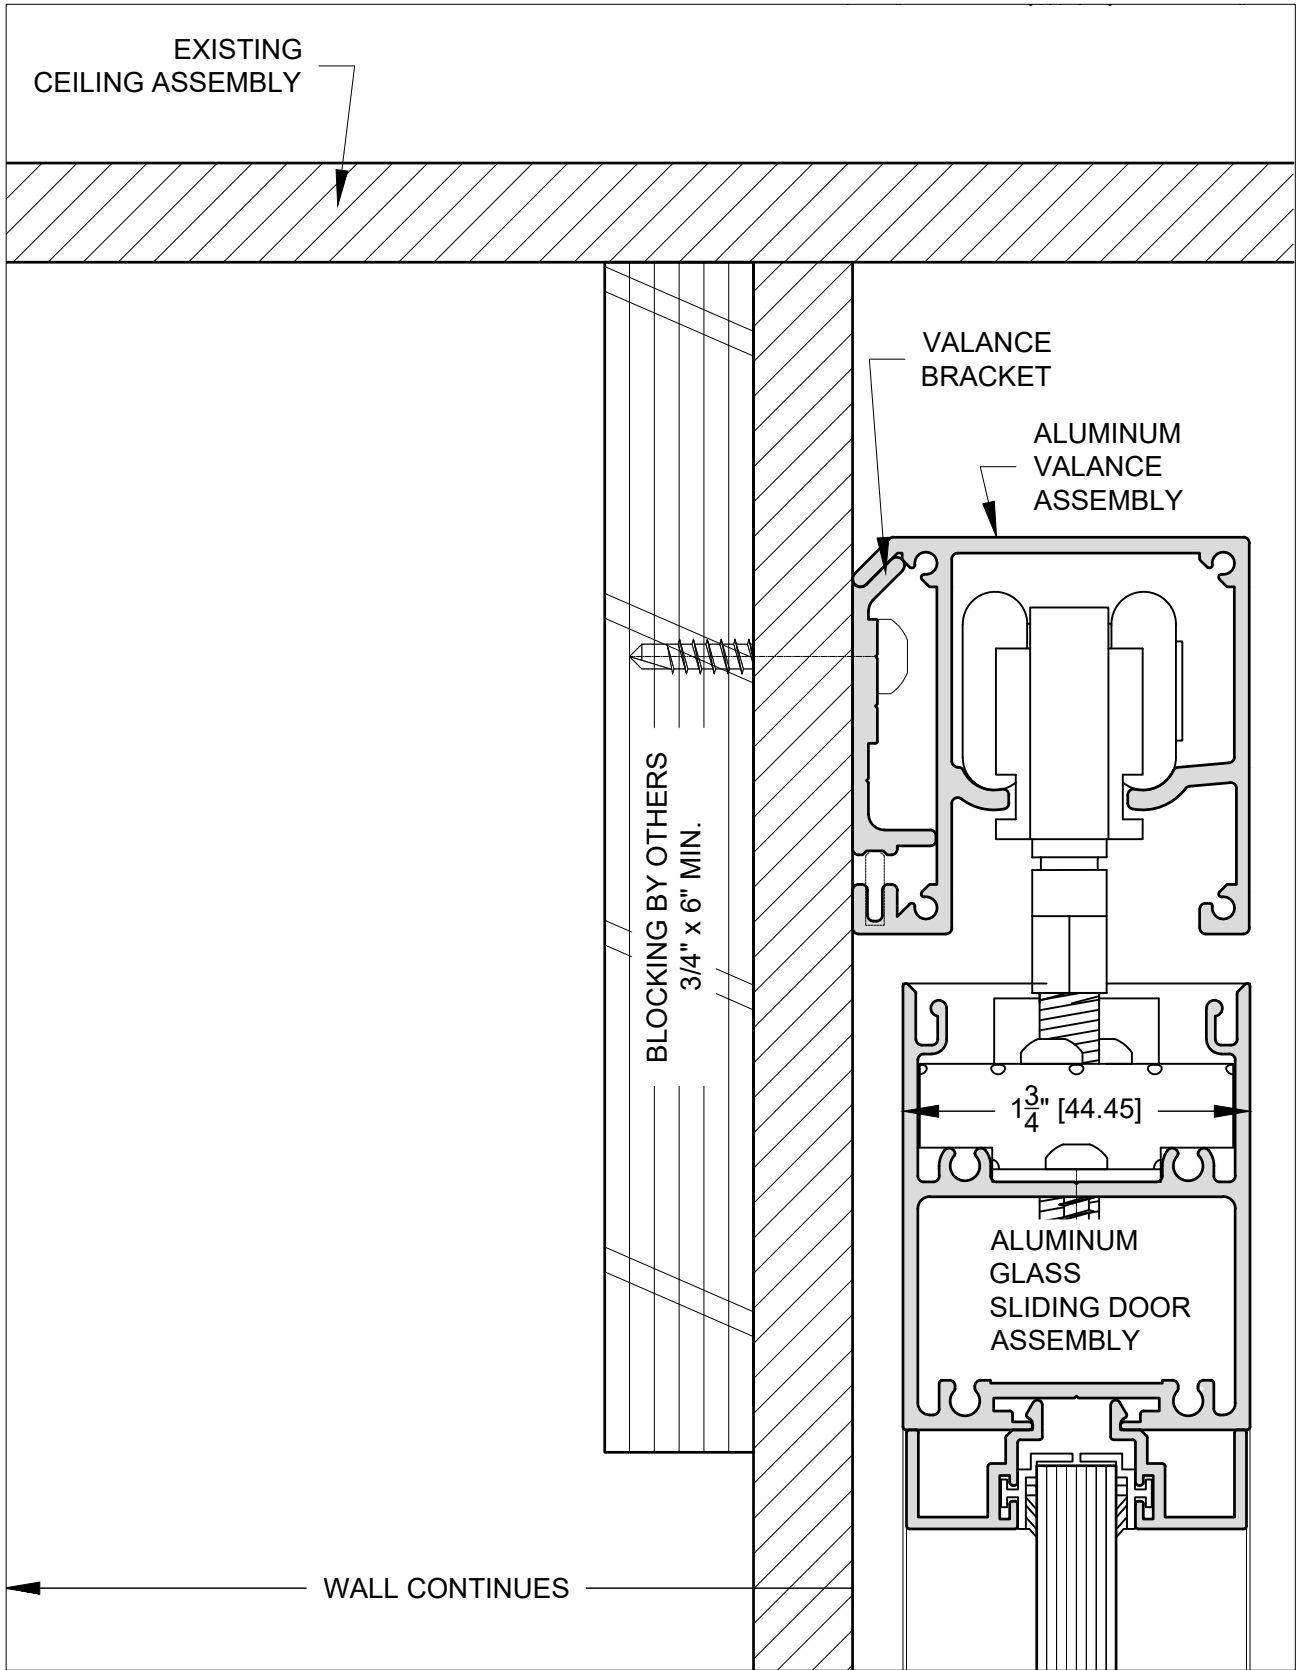 EXISTING
CEILING ASSEMBLY
VALANCE
BRACKET
ALUMINUM
VALANCE
ASSEMBLY
BLOCKING BY OTHERS
3/4" x 6" MIN.
1 3/4" [44.45]
ALUMINUM
GLASS
SLIDING DOOR
ASSEMBLY
WALL CONTINUES